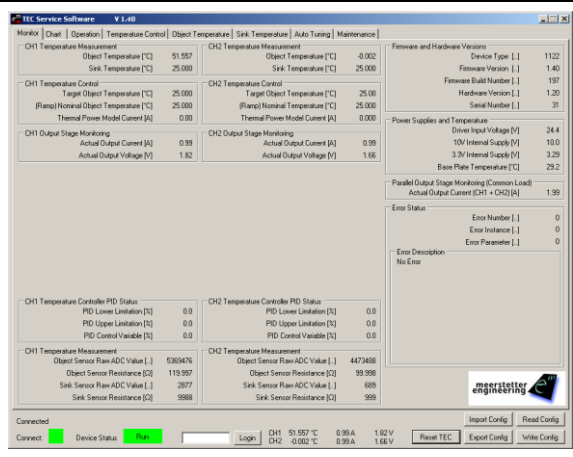 TEC Service Software V 1.40
Monitor Chart Operation Temperature Control Object Temperature Sink Temperature Auto Tuning Maintenance
CH1 Temperature Measurement
Object Temperature [°C] 51.557
Sink Temperature [°C] 25.000
CH1 Temperature Control
Target Object Temperature [°C] 25.000
(Ramp) Nominal Object Temperature [°C] 25.000
Thermal Power Model Current [A] 0.00
CH1 Output Stage Monitoring
Actual Output Current [A] 0.99
Actual Output Voltage [V] 1.82
CH1 Temperature Controller PID Status
PID Lower Limitation [%] 0.0
PID Upper Limitation [%] 0.0
PID Control Variable [%] 0.0
CH1 Temperature Measurement
Object Sensor Raw ADC Value [..] 5369476
Object Sensor Resistance [Ω] 119.997
Sink Sensor Raw ADC Value [..] 2877
Sink Sensor Resistance [Ω] 9988
CH2 Temperature Measurement
Object Temperature [°C] -0.002
Sink Temperature [°C] 25.000
CH2 Temperature Control
Target Object Temperature [°C] 25.00
(Ramp) Nominal Temperature [°C] 25.000
Thermal Power Model Current [A] 0.00
CH2 Output Stage Monitoring
Actual Output Current [A] 0.99
Actual Output Voltage [V] 1.66
CH2 Temperature Controller PID Status
PID Lower Limitation [%] 0.0
PID Upper Limitation [%] 0.0
PID Control Variable [%] 0.0
CH2 Temperature Measurement
Object Sensor Raw ADC Value [..] 4473488
Object Sensor Resistance [Ω] 99.998
Sink Sensor Raw ADC Value [..] 689
Sink Sensor Resistance [Ω] 999
Firmware and Hardware Versions
Device Type [..] 1122
Firmware Version [..] 1.40
Firmware Build Number [..] 197
Hardware Version [..] 1.20
Serial Number [..] 31
Power Supplies and Temperature
Driver Input Voltage [V] 24.4
10V Internal Supply [V] 10.0
3.3V Internal Supply [V] 3.29
Base Plate Temperature [°C] 29.2
Parallel Output Stage Monitoring (Common Load)
Actual Output Current (CH1 + CH2) [A] 1.99
Error Status
Error Number [..] 0
Error Instance [..] 0
Error Parameter [..] 0
Error Description
No Error
meerstetter
engineering
Connected
Connect: Device Status Run Login
CH1 51.557 °C 0.99 A 1.82 V
CH2 -0.002 °C 0.99 A 1.66 V
Reset TEC
Import Config Read Config
Export Config Write Config